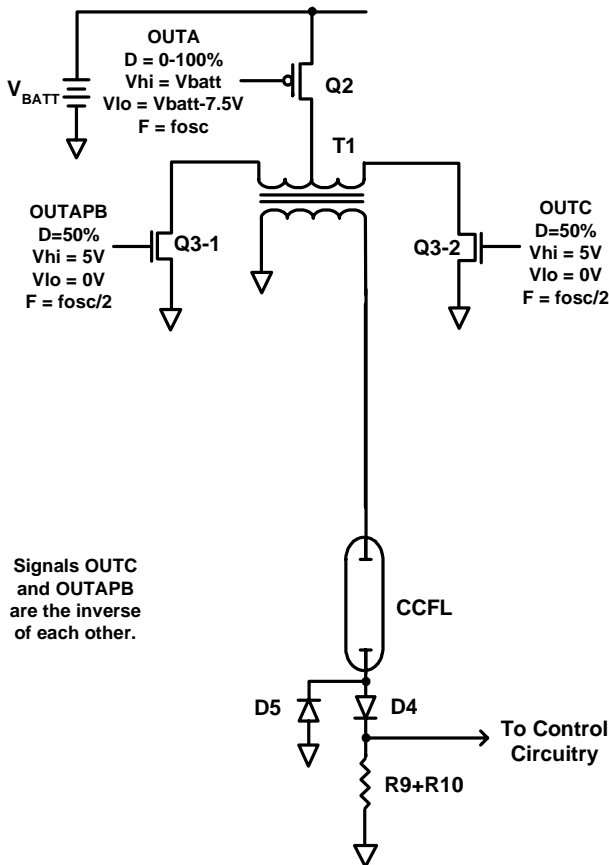 OUTA
D = 0-100%
Vhi = Vbatt
Vlo = Vbatt-7.5V
F = fosc
VBATT
Q2
T1
OUTAPB
D=50%
Vhi = 5V
Vlo = 0V
F = fosc/2
Q3-1
Q3-2
OUTC
D=50%
Vhi = 5V
Vlo = 0V
F = fosc/2
Signals OUTC
and OUTAPB
are the inverse
of each other.
CCFL
D5
D4
To Control
Circuitry
R9+R10